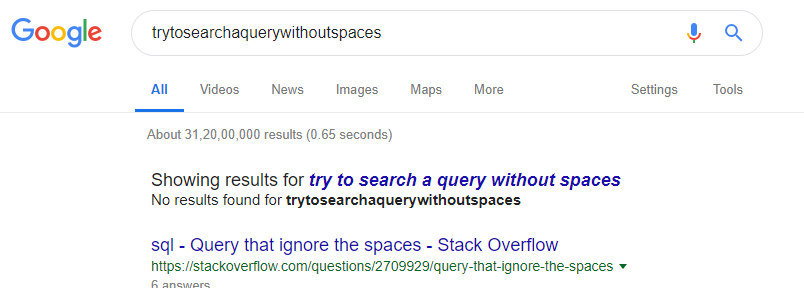 Google trytosearchaquerywithoutspaces
All Videos News Images Maps More Settings Tools
About 31,20,00,000 results (0.65 seconds)
Showing results for try to search a query without spaces
No results found for trytosearchaquerywithoutspaces
sql - Query that ignore the spaces - Stack Overflow
https://stackoverflow.com/questions/2709929/query-that-ignore-the-spaces
6 answers